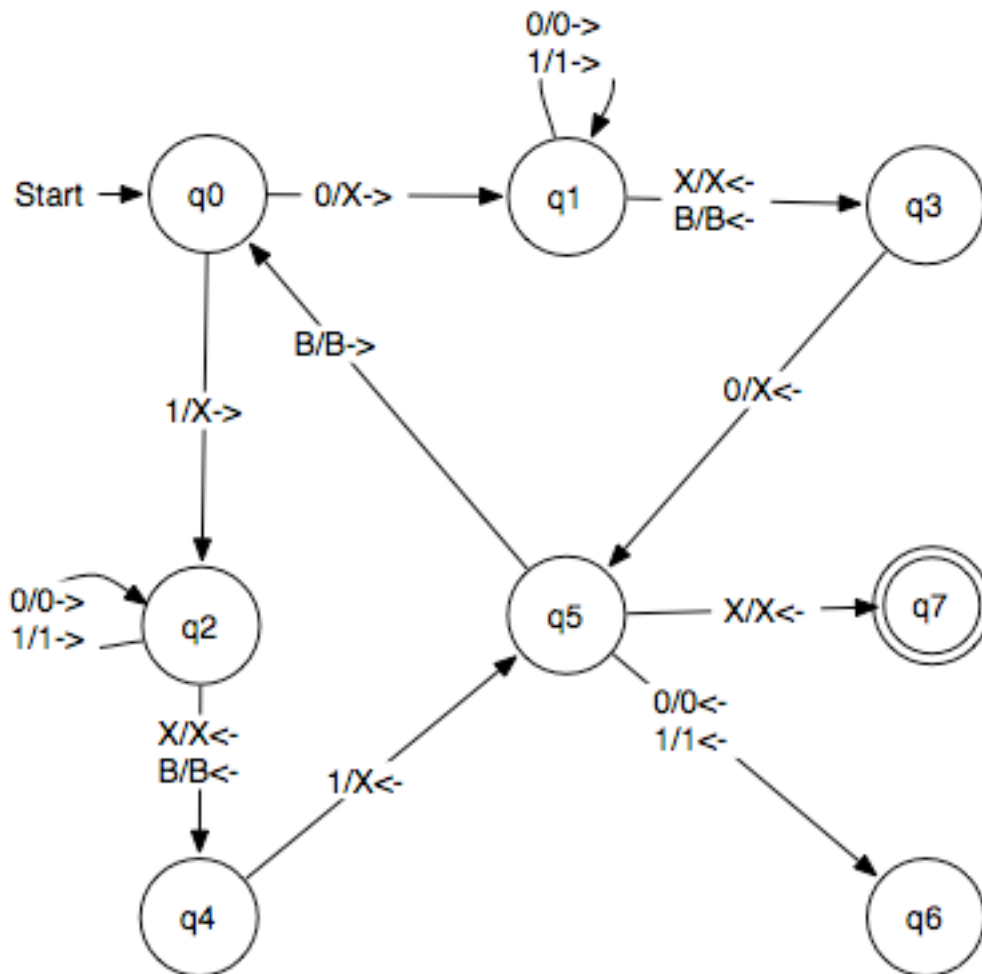 0/0->
1/1->
Start
q0
0/X->
q1
X/X<-
B/B<-
q3
B/B->
0/X<-
1/X->
0/0->
1/1->
q2
q5
X/X<-
q7
0/0<-
1/1<-
X/X<-
B/B<-
1/X<-
q4
q6